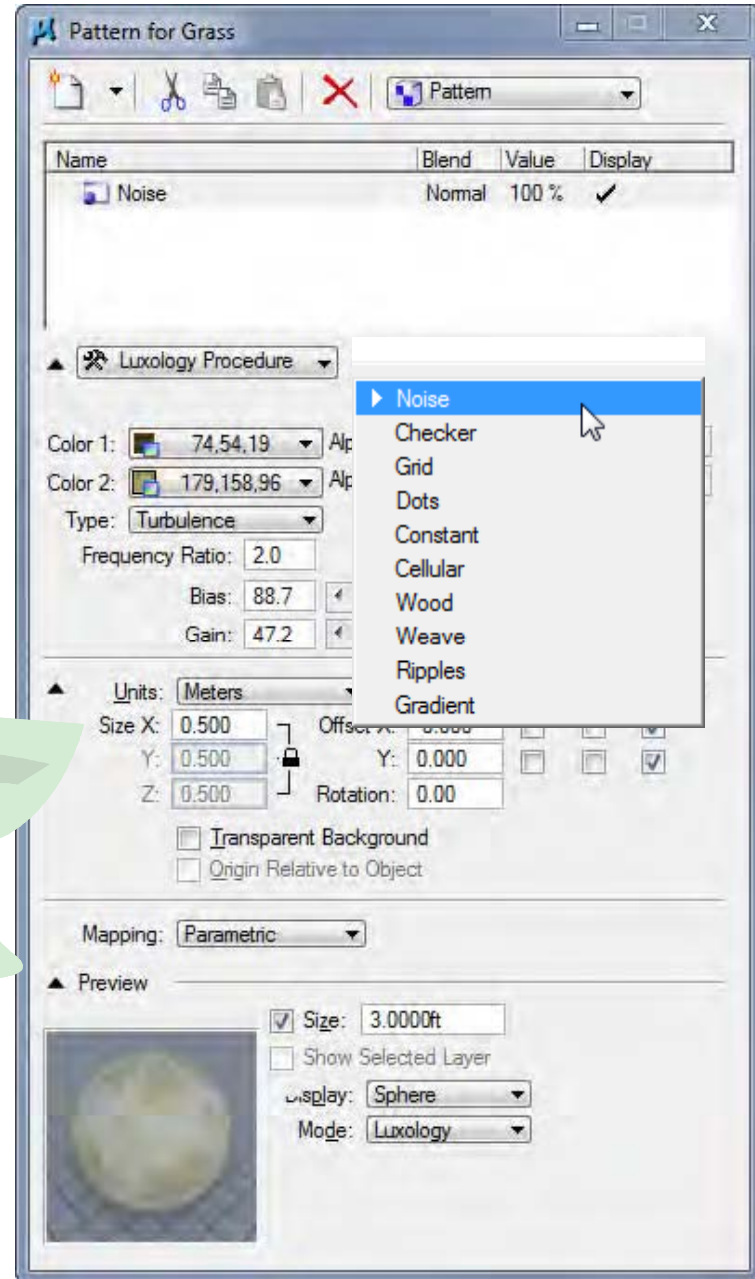 Pattern for Grass
Pattern
Name Blend Value Display
Noise Normal 100 % ✓
Luxology Procedure
Noise
Checker
Grid
Dots
Constant
Cellular
Wood
Weave
Ripples
Gradient
Color 1: 74,54,19
Color 2: 179,158,96
Type: Turbulence
Frequency Ratio: 2.0
Bias: 88.7
Gain: 47.2
Units: Meters
Size X: 0.500
Y: 0.500 Y: 0.000
Z: 0.500 Rotation: 0.00
Transparent Background
Origin Relative to Object
Mapping: Parametric
Preview
Size: 3.0000ft
Show Selected Layer
Sphere
Mode: Luxology